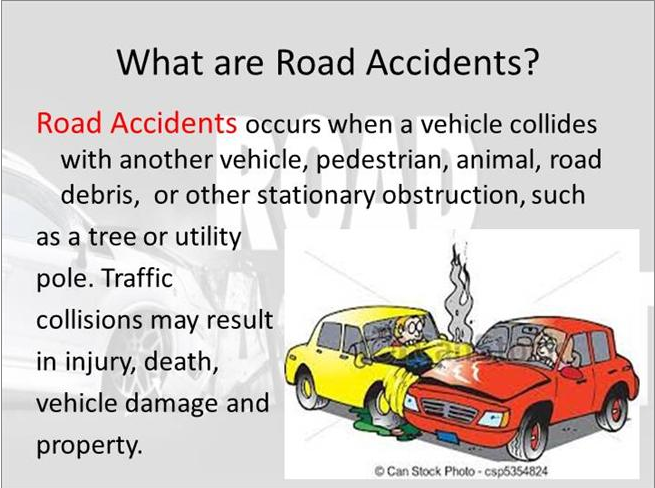 What are Road Accidents?
Road Accidents occurs when a vehicle collides
with another vehicle, pedestrian, animal, road
debris, or other stationary obstruction, such
as a tree or utility
pole. Traffic
collisions may result
in injury, death,
vehicle damage and
property.
© Can Stock Photo - csp5354824